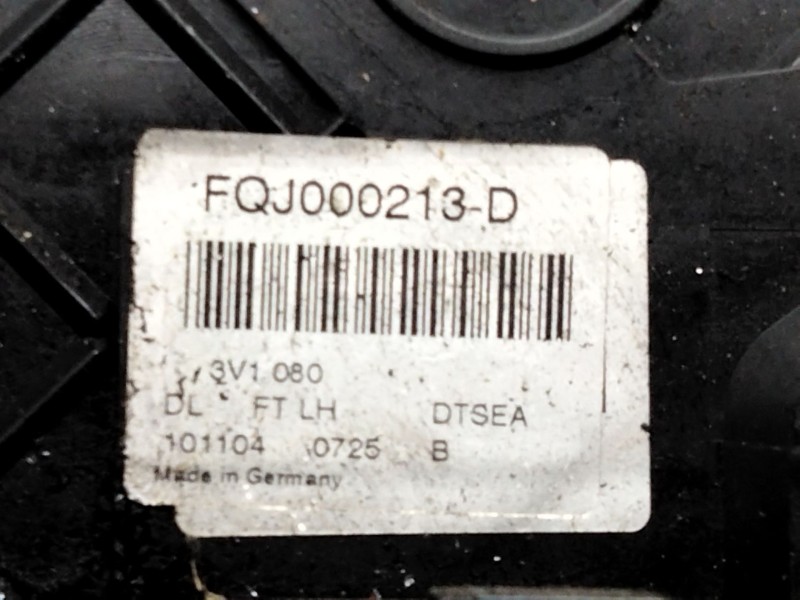 FQJ000213-D
3V1 080
DL FT LH DTSEA
101104 0725 B
Made in Germany